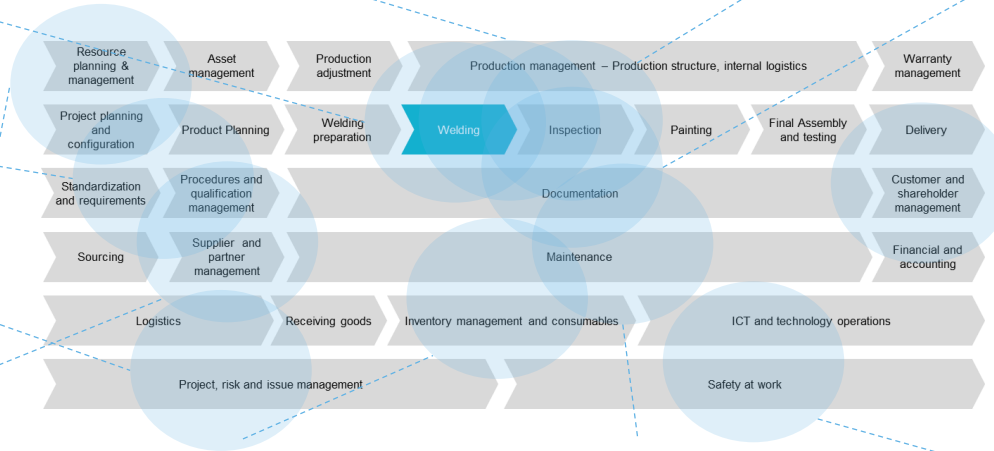 Resource
planning &
management
Asset
management
Production
adjustment
Production management – Production structure, internal logistics
Warranty
management
Project planning
and
configuration
Product Planning
Welding
preparation
Welding
Inspection
Painting
Final Assembly
and testing
Delivery
Standardization
and requirements
Procedures and
qualification
management
Documentation
Customer and
shareholder
management
Sourcing
Supplier and
partner
management
Maintenance
Financial and
accounting
Logistics
Receiving goods
Inventory management and consumables
ICT and technology operations
Project, risk and issue management
Safety at work